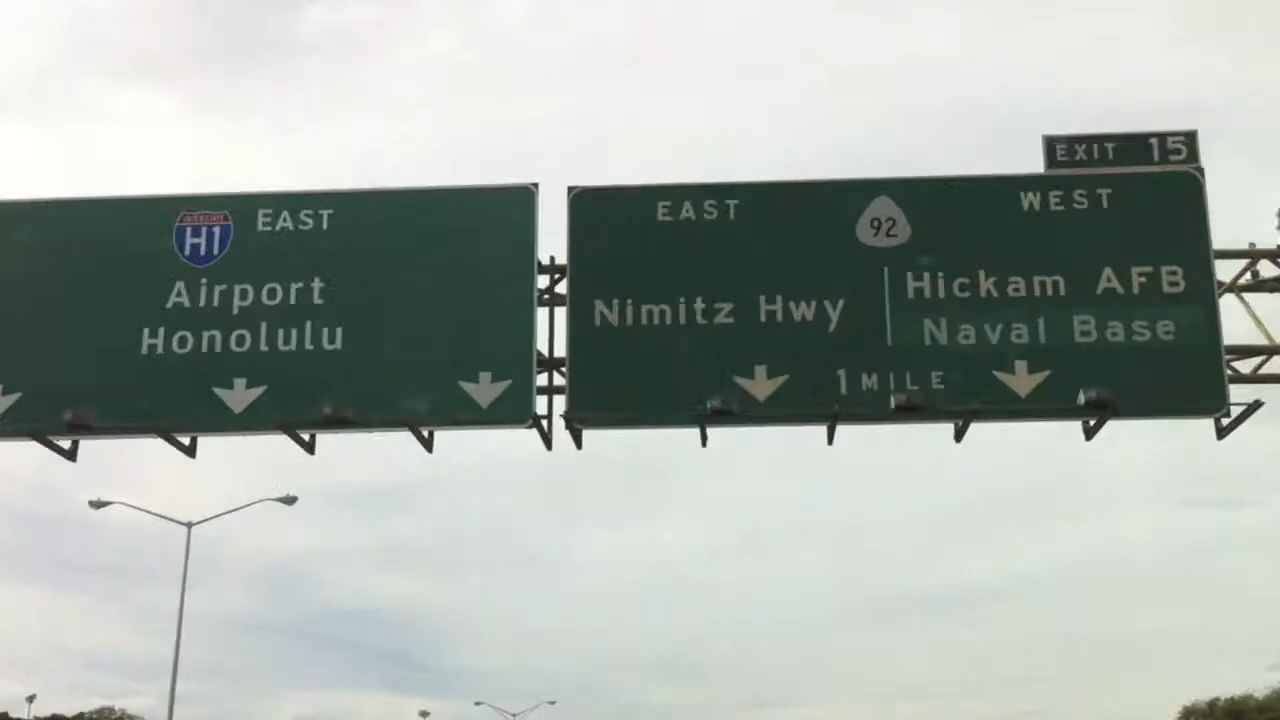 INTERSTATE
H1
EAST
Airport
Honolulu
EXIT 15
EAST
92
WEST
Nimitz Hwy
Hickam AFB
Naval Base
1 MILE